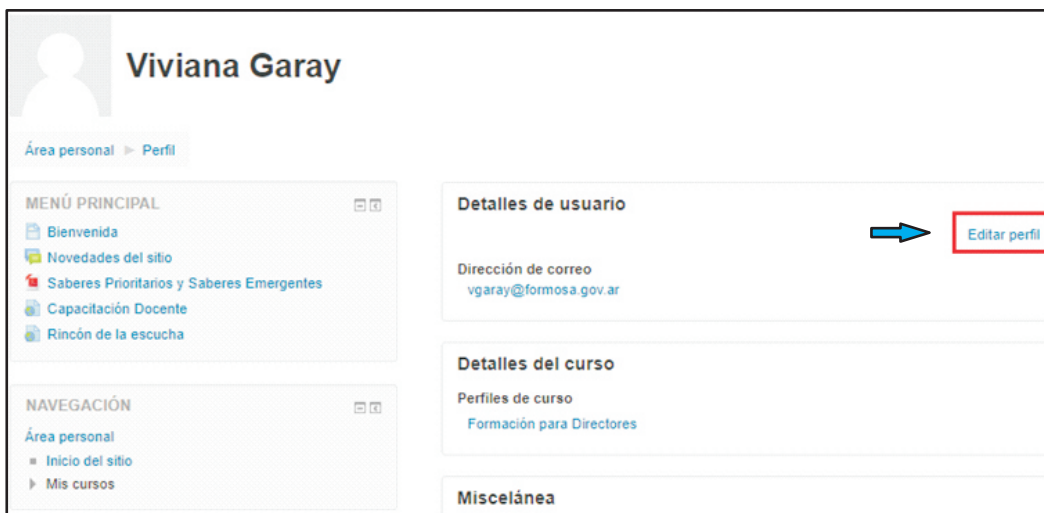 Viviana Garay
Área personal ► Perfil
MENÚ PRINCIPAL
Bienvenida
Novedades del sitio
Saberes Prioritarios y Saberes Emergentes
Capacitación Docente
Rincón de la escucha
NAVEGACIÓN
Área personal
Inicio del sitio
Mis cursos
Detalles de usuario
Editar perfil
Dirección de correo
vgaray@formosa.gov.ar
Detalles del curso
Perfiles de curso
Formación para Directores
Miscelánea